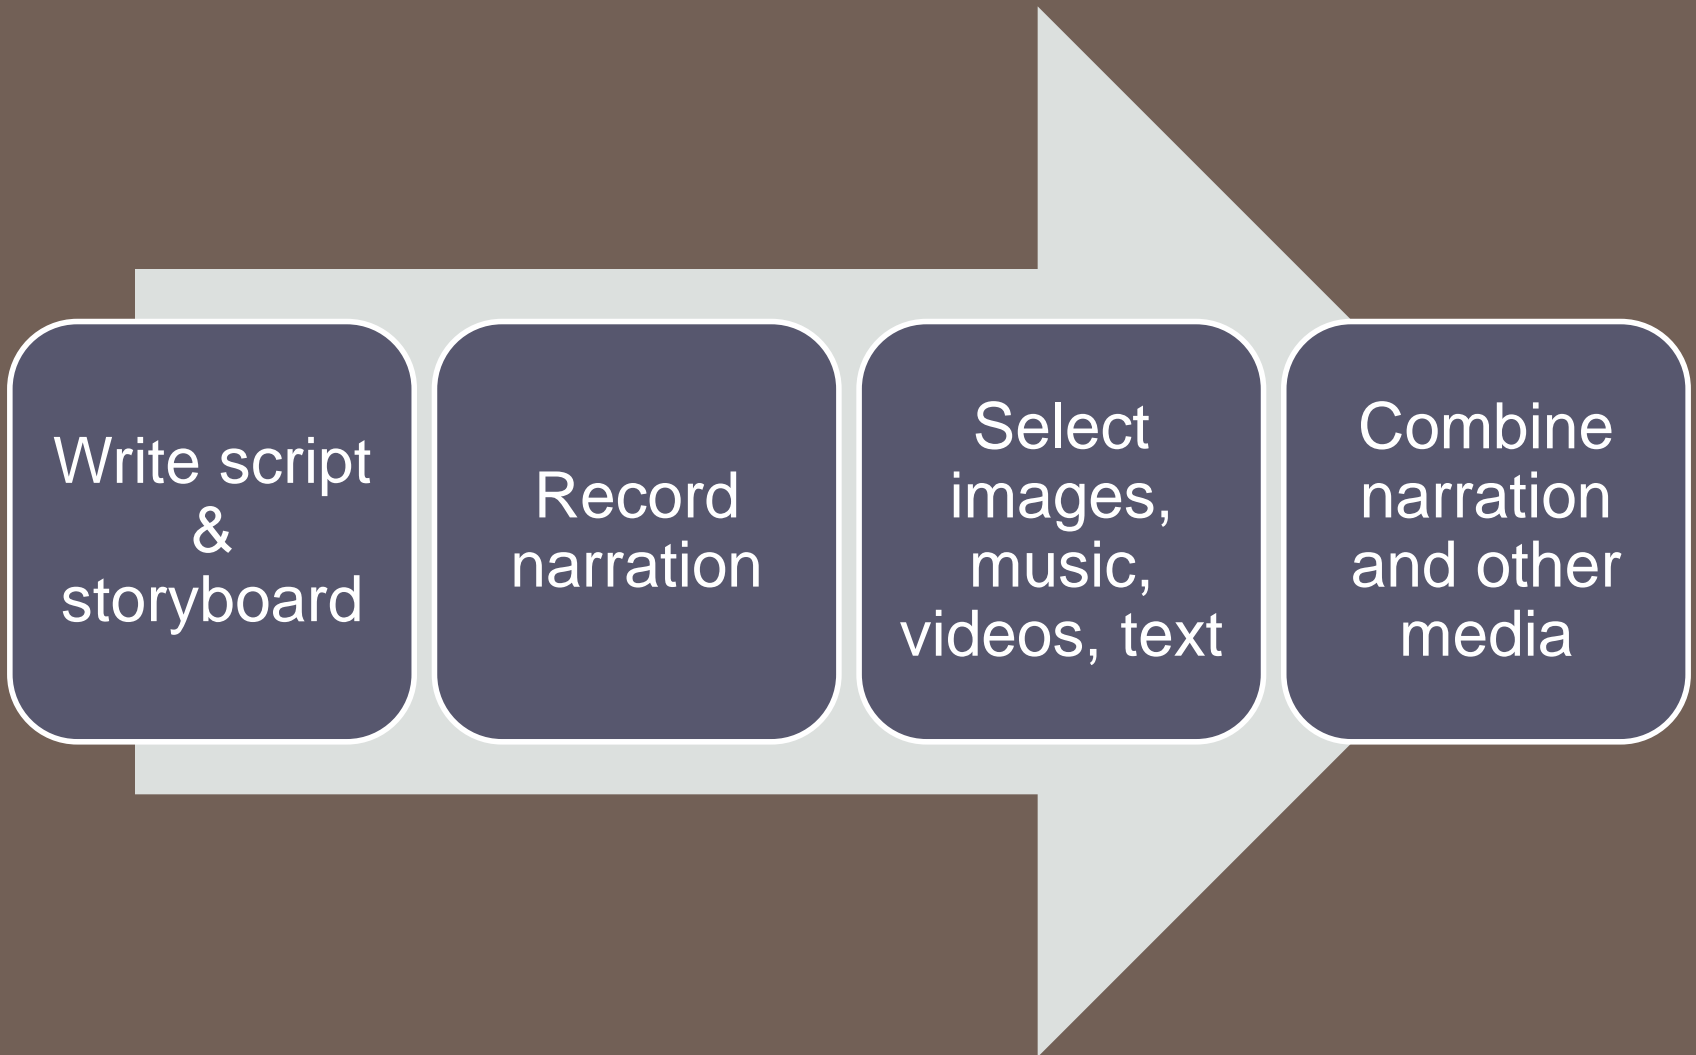 Write script
&
storyboard
Record
narration
Select
images,
music,
videos, text
Combine
narration
and other
media